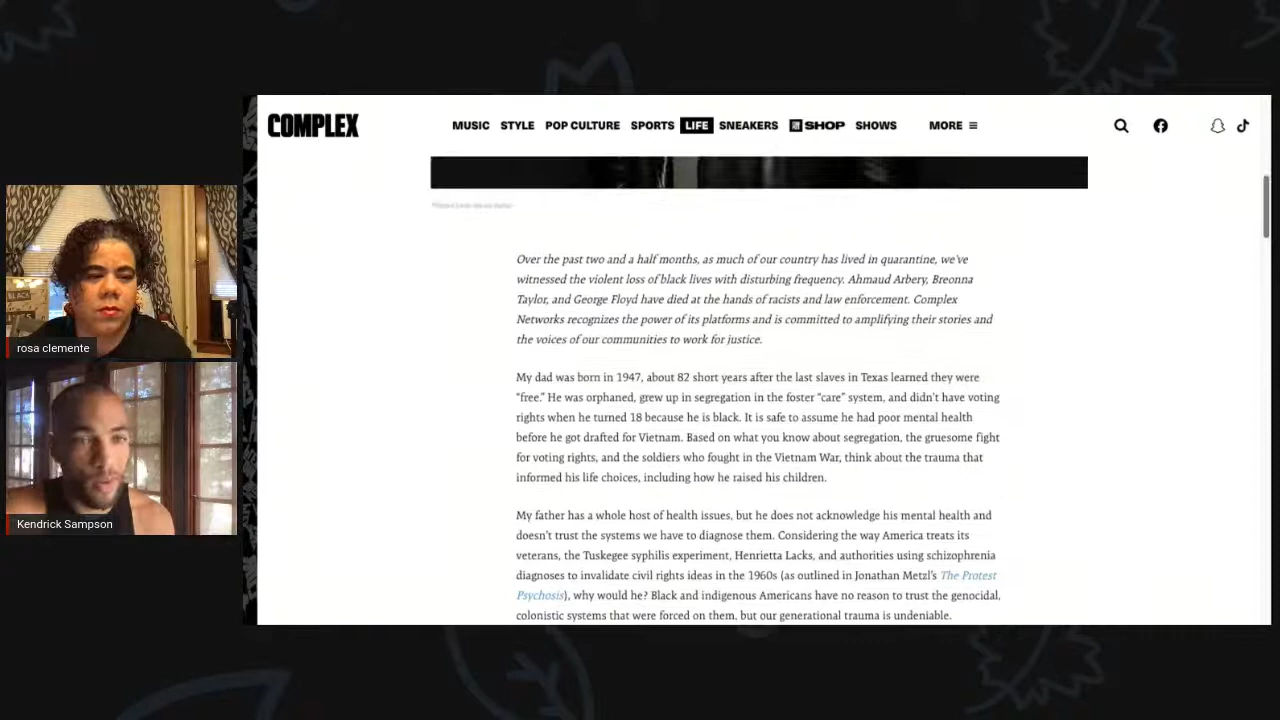 COMPLEX
MUSIC STYLE POP CULTURE SPORTS LIFE SNEAKERS SHOP SHOWS MORE
Over the past two and a half months, as much of our country has lived in quarantine, we've
witnessed the violent loss of black lives with disturbing frequency. Ahmaud Arbery, Breonna
Taylor, and George Floyd have died at the hands of racists and law enforcement. Complex
Networks recognizes the power of its platforms and is committed to amplifying their stories and
the voices of our communities to work for justice.
My dad was born in 1947, about 82 short years after the last slaves in Texas learned they were
“free.” He was orphaned, grew up in segregation in the foster “care” system, and didn't have voting
rights when he turned 18 because he is black. It is safe to assume he had poor mental health
before he got drafted for Vietnam. Based on what you know about segregation, the gruesome fight
for voting rights, and the soldiers who fought in the Vietnam War, think about the trauma that
informed his life choices, including how he raised his children.
My father has a whole host of health issues, but he does not acknowledge his mental health and
doesn't trust the systems we have to diagnose them. Considering the way America treats its
veterans, the Tuskegee syphilis experiment, Henrietta Lacks, and authorities using schizophrenia
diagnoses to invalidate civil rights ideas in the 1960s (as outlined in Jonathan Metzl's The Protest
Psychosis), why would he? Black and indigenous Americans have no reason to trust the genocidal,
colonistic systems that were forced on them, but our generational trauma is undeniable.
BLACK
rosa clemente
Kendrick Sampson